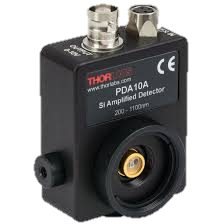 THORLABS
www.thorlabs.com
PDA10A
Si Amplified Detector
200 - 1100nm
CE